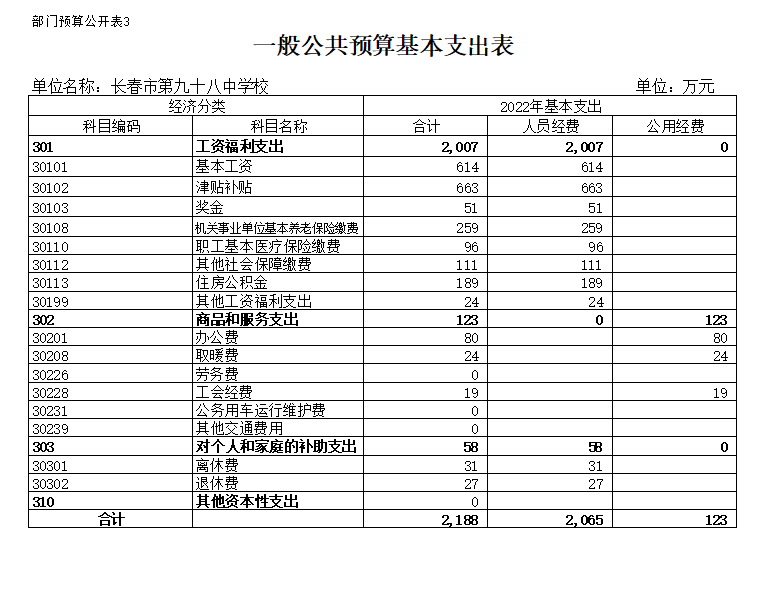 部门预算公开表3
一般公共预算基本支出表
单位名称：长春市第九十八中学校 单位：万元
经济分类 2022年基本支出
科目编码 科目名称 合计 人员经费 公用经费
301 工资福利支出 2,007 2,007 0
30101 基本工资 614 614
30102 津贴补贴 663 663
30103 奖金 51 51
30108 机关事业单位基本养老保险缴费 259 259
30110 职工基本医疗保险缴费 96 96
30112 其他社会保障缴费 111 111
30113 住房公积金 189 189
30199 其他工资福利支出 24 24
302 商品和服务支出 123 0 123
30201 办公费 80 80
30208 取暖费 24 24
30226 劳务费 0
30228 工会经费 19 19
30231 公务用车运行维护费 0
30239 其他交通费用 0
303 对个人和家庭的补助支出 58 58 0
30301 离休费 31 31
30302 退休费 27 27
310 其他资本性支出 0
合计 2,188 2,065 123